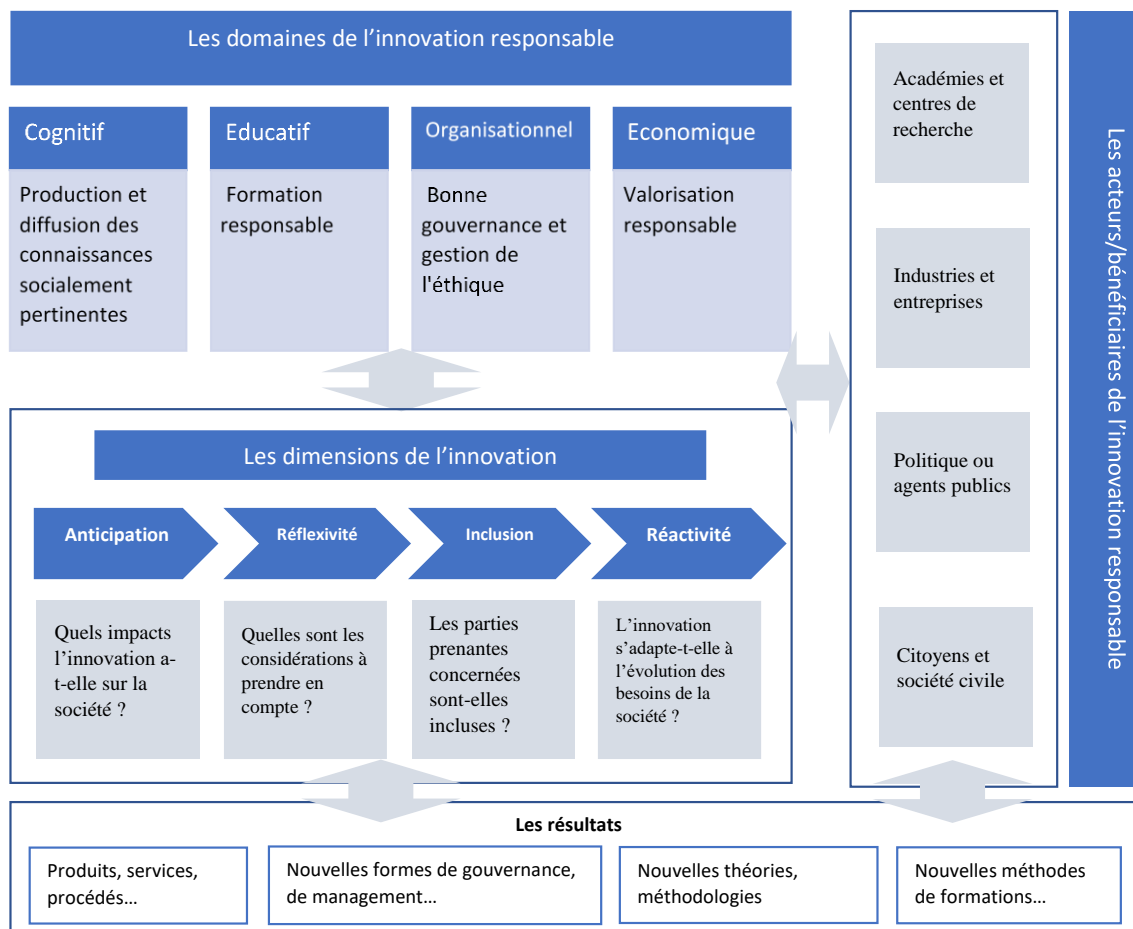 Les domaines de l’innovation responsable
Cognitif
Production et
diffusion des
connaissances
socialement
pertinentes
Educatif
Formation
responsable
Organisationnel
Bonne
gouvernance et
gestion de
l'éthique
Economique
Valorisation
responsable
Les dimensions de l’innovation
Anticipation
Réflexivité
Inclusion
Réactivité
Quels impacts
l’innovation a-
t-elle sur la
société ?
Quelles sont les
considérations à
prendre en
compte ?
Les parties
prenantes
concernées
sont-elles
incluses ?
L’innovation
s’adapte-t-elle à
l’évolution des
besoins de la
société ?
Académies et
centres de
recherche
Industries et
entreprises
Politique ou
agents publics
Citoyens et
société civile
Les acteurs/bénéficiaires de l’innovation responsable
Les résultats
Produits, services,
procédés…
Nouvelles formes de gouvernance,
de management…
Nouvelles théories,
méthodologies
Nouvelles méthodes
de formations…